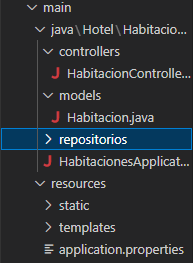 main
java\Hotel\Habitacio...
controllers
HabitacionControlle...
models
Habitacion.java
repositorios
HabitacionesApplicat...
resources
static
templates
application.properties